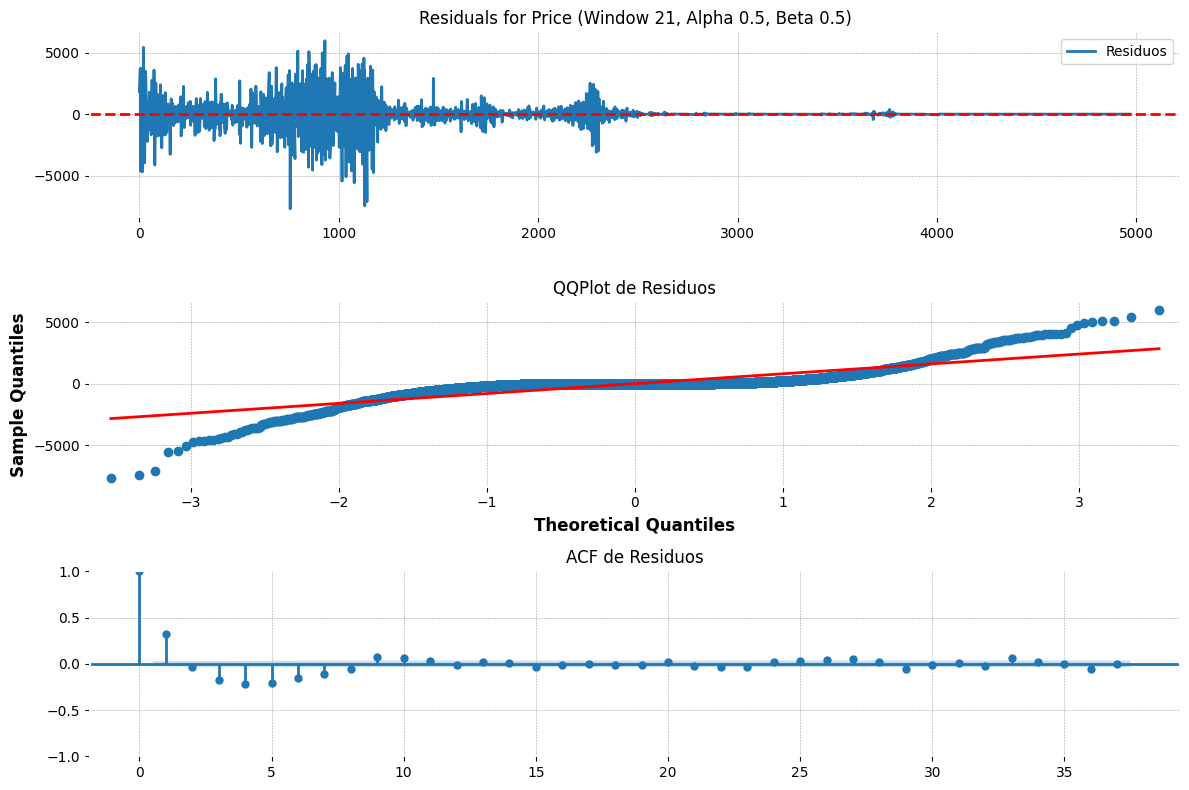 Residuals for Price (Window 21, Alpha 0.5, Beta 0.5)
Residuos
5000
0
−5000
0 1000 2000 3000 4000 5000
QQPlot de Residuos
Sample Quantiles
5000
0
−5000
−3 −2 −1 0 1 2 3
Theoretical Quantiles
ACF de Residuos
1.0
0.5
0.0
−0.5
−1.0
0 5 10 15 20 25 30 35